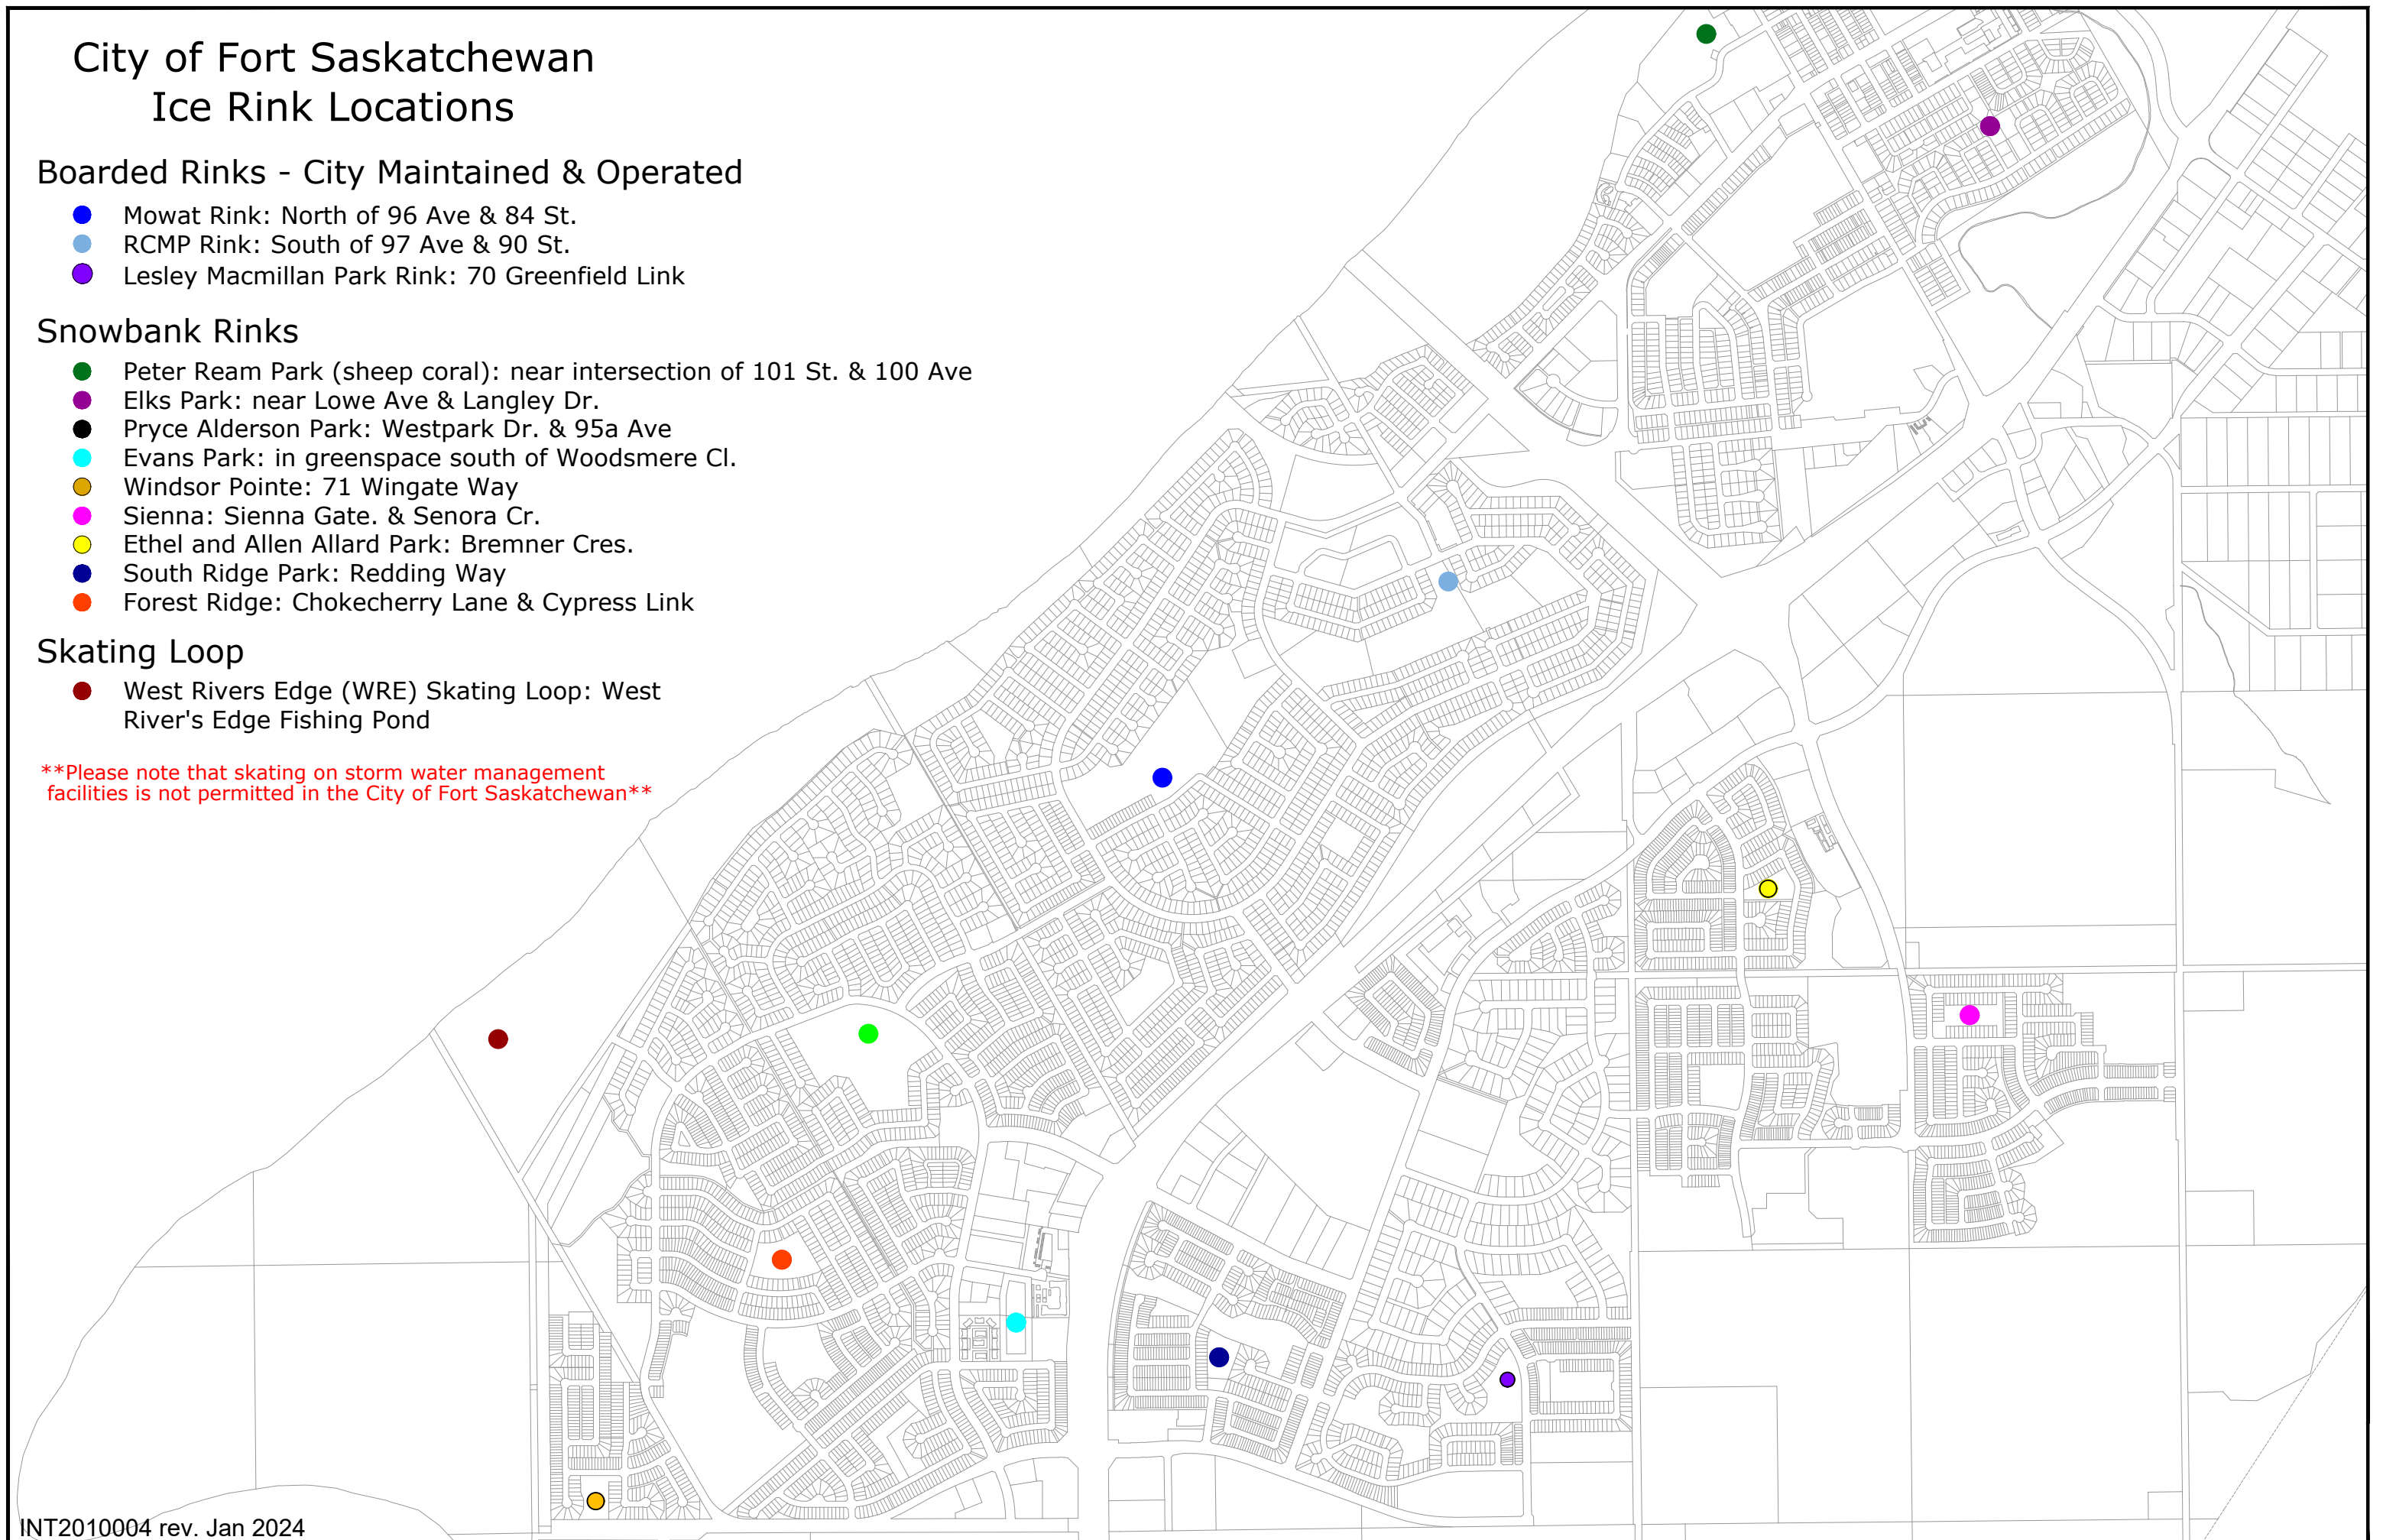 City of Fort Saskatchewan
Ice Rink Locations
Boarded Rinks - City Maintained & Operated
Mowat Rink: North of 96 Ave & 84 St.
RCMP Rink: South of 97 Ave & 90 St.
Lesley Macmillan Park Rink: 70 Greenfield Link
Snowbank Rinks
Peter Ream Park (sheep coral): near intersection of 101 St. & 100 Ave
Elks Park: near Lowe Ave & Langley Dr.
Pryce Alderson Park: Westpark Dr. & 95a Ave
Evans Park: in greenspace south of Woodsmere Cl.
Windsor Pointe: 71 Wingate Way
Sienna: Sienna Gate. & Senora Cr.
Ethel and Allen Allard Park: Bremner Cres.
South Ridge Park: Redding Way
Forest Ridge: Chokecherry Lane & Cypress Link
Skating Loop
West Rivers Edge (WRE) Skating Loop: West
River's Edge Fishing Pond
**Please note that skating on storm water management
facilities is not permitted in the City of Fort Saskatchewan**
INT2010004 rev. Jan 2024